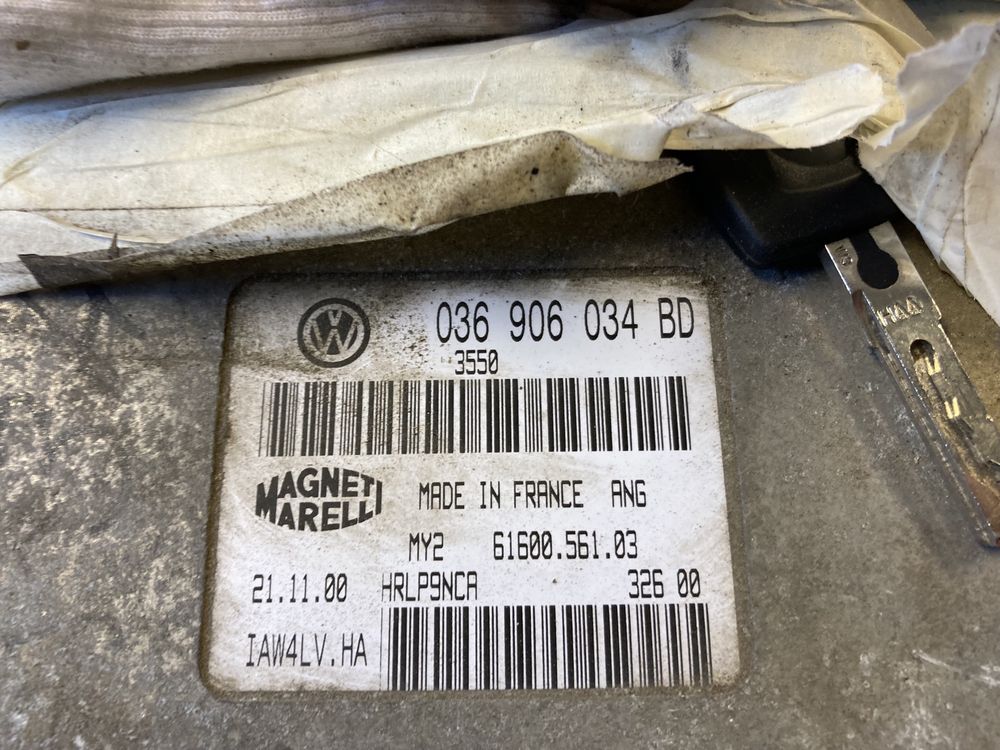 036 906 034 BD
3550
MAGNETI MARELLI
MADE IN FRANCE ANG
MY2 61600.561.03
21.11.00 HRLP9NCA 326 00
IAW4LV.HA